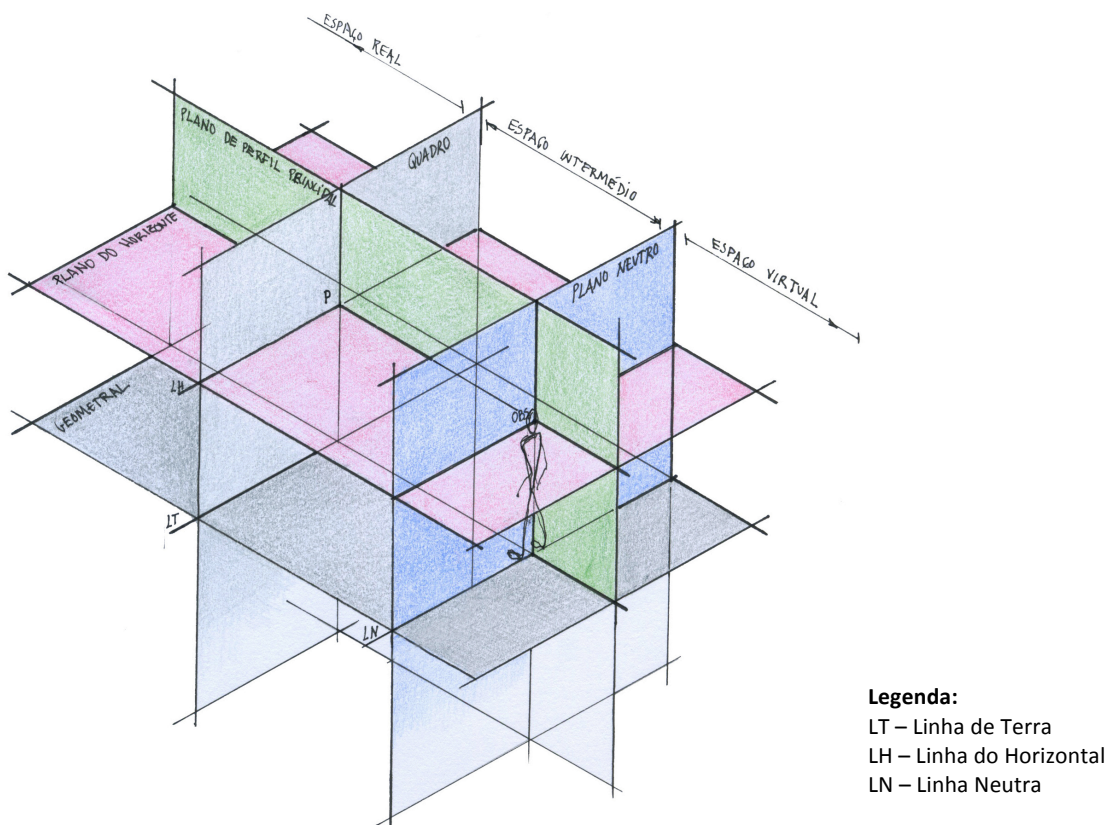 ESPAÇO REAL
ESPAÇO INTERMÉDIO
ESPAÇO VIRTUAL
PLANO DE PERFIL PRINCIPAL
QUADRO
PLANO NEUTRO
PLANO DO HORIZONTE
P
LH
GEOMETRAL
OBS
LT
LN
Legenda:
LT – Linha de Terra
LH – Linha do Horizontal
LN – Linha Neutra